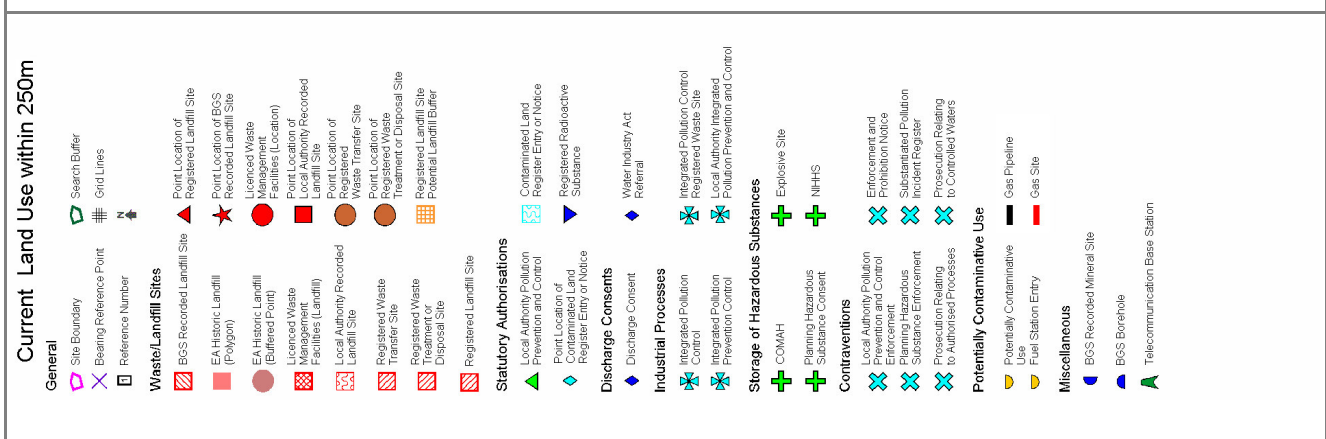 Current Land Use within 250m
General
Site Boundary
Search Buffer
Bearing Reference Point
Grid Lines
1
Reference Number
N
Waste/Landfill Sites
BGS Recorded Landfill Site
Point Location of
Registered Landfill Site
EA Historic Landfill
(Polygon)
Point Location of BGS
Recorded Landfill Site
EA Historic Landfill
(Buffered Point)
Licenced Waste
Management
Facilities (Location)
Licenced Waste
Management
Facilities (Landfill)
Point Location of
Local Authority Recorded
Landfill Site
Local Authority Recorded
Landfill Site
Point Location of
Registered
Waste Transfer Site
Registered Waste
Transfer Site
Point Location of
Registered Waste
Treatment or Disposal Site
Registered Waste
Treatment or
Disposal Site
Registered Landfill Site
Potential Landfill Buffer
Registered Landfill Site
Statutory Authorisations
Local Authority Pollution
Prevention and Control
Contaminated Land
Register Entry or Notice
Point Location of
Contaminated Land
Register Entry or Notice
Registered Radioactive
Substance
Discharge Consents
Discharge Consent
Water Industry Act
Referral
Industrial Processes
Integrated Pollution
Control
Integrated Pollution Control
Registered Waste Site
Integrated Pollution
Prevention Control
Local Authority Integrated
Pollution Prevention and Control
Storage of Hazardous Substances
COMAH
Explosive Site
Planning Hazardous
Substance Consent
NIHHS
Contraventions
Local Authority Pollution
Prevention and Control
Enforcement
Enforcement and
Prohibition Notice
Planning Hazardous
Substance Enforcement
Substantiated Pollution
Incident Register
Prosecution Relating
to Authorised Processes
Prosecution Relating
to Controlled Waters
Potentially Contaminative Use
Potentially Contaminative
Use
Gas Pipeline
Fuel Station Entry
Gas Site
Miscellaneous
BGS Recorded Mineral Site
BGS Borehole
Telecommunication Base Station